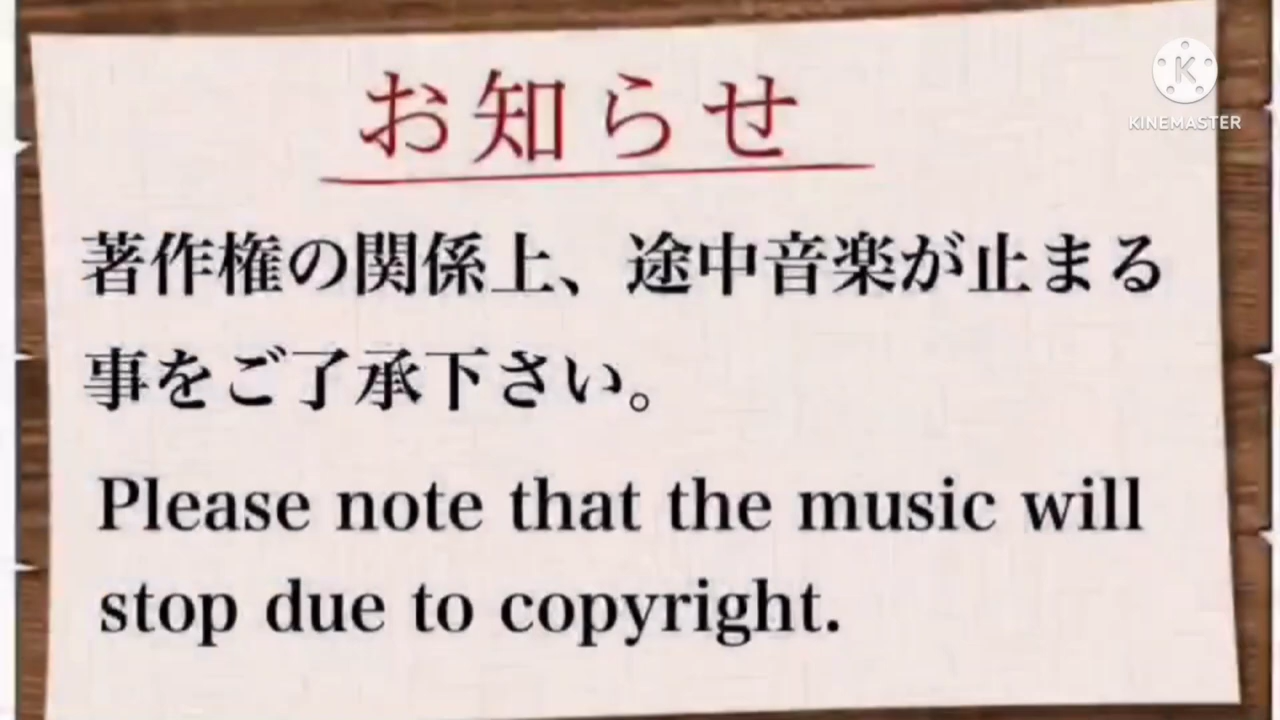 お知らせ
KINEMASTER
著作権の関係上、途中音楽が止まる
事をご了承下さい。
Please note that the music will
stop due to copyright.